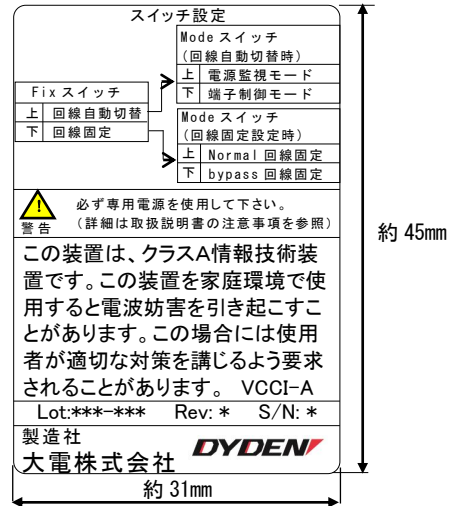 スイッチ設定
Mode スイッチ
(回線自動切替時)
上 電源監視モード
下 端子制御モード
Fix スイッチ
上 回線自動切替
下 回線固定
Mode スイッチ
(回線固定設定時)
上 Normal 回線固定
下 bypass 回線固定
警告
必ず専用電源を使用して下さい。
(詳細は取扱説明書の注意事項を参照)
この装置は、クラスA情報技術装
置です。この装置を家庭環境で使
用すると電波妨害を引き起こすこ
とがあります。この場合には使用
者が適切な対策を講じるよう要求
されることがあります。 VCCI-A
Lot:***-*** Rev: * S/N: *
製造社
大電株式会社 DYDEN
約 45mm
約 31mm